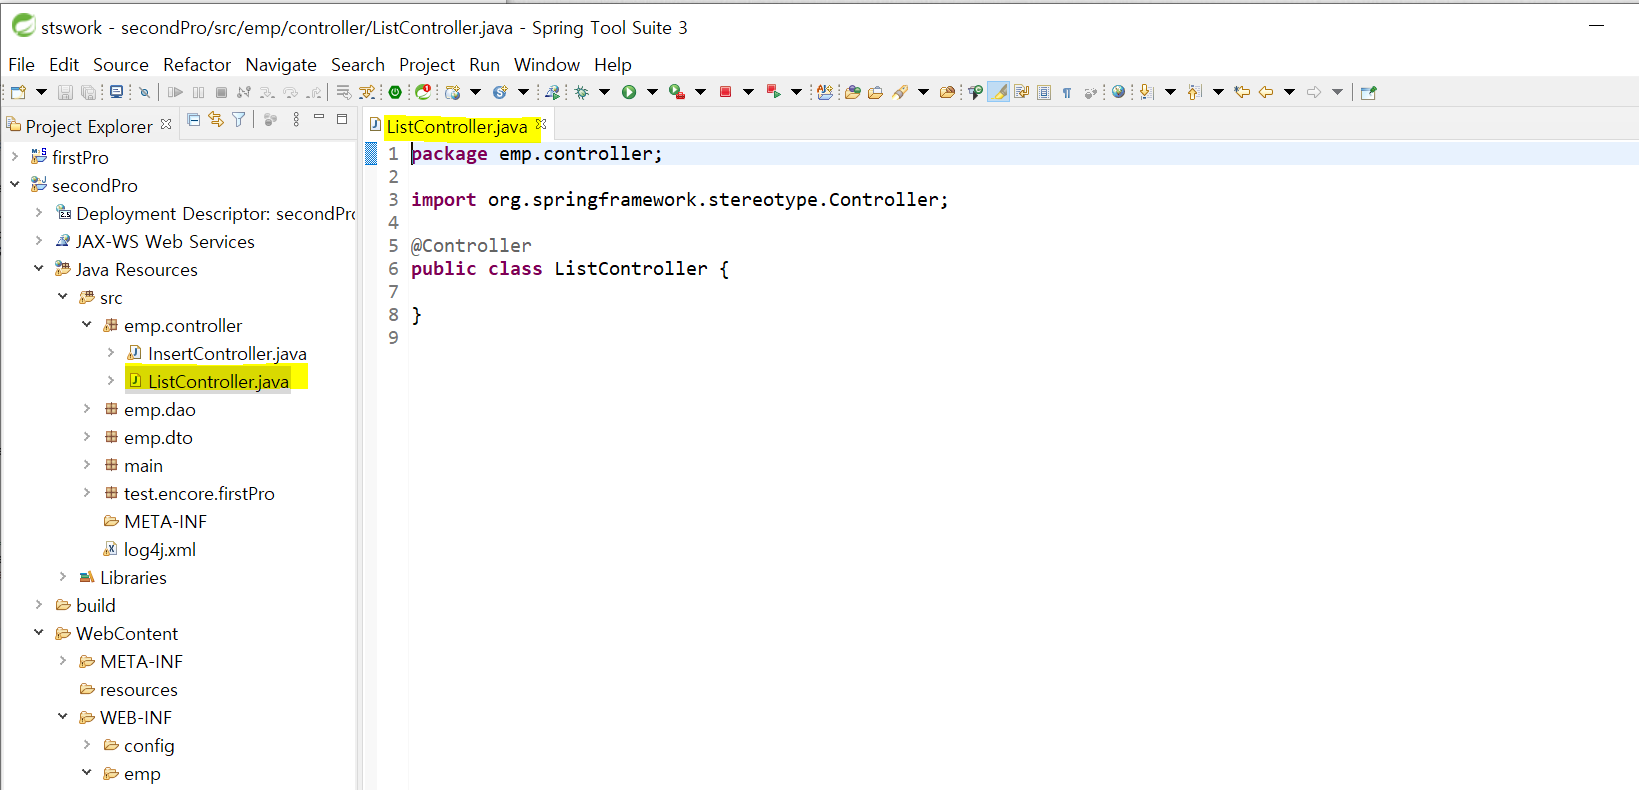 stswork - secondPro/src/emp/controller/ListController.java - Spring Tool Suite 3
File Edit Source Refactor Navigate Search Project Run Window Help
Project Explorer
firstPro
secondPro
Deployment Descriptor: secondPro
JAX-WS Web Services
Java Resources
src
emp.controller
InsertController.java
ListController.java
emp.dao
emp.dto
main
test.encore.firstPro
META-INF
log4j.xml
Libraries
build
WebContent
META-INF
resources
WEB-INF
config
emp
ListController.java
1 package emp.controller;
2
3 import org.springframework.stereotype.Controller;
4
5 @Controller
6 public class ListController {
7
8 }
9